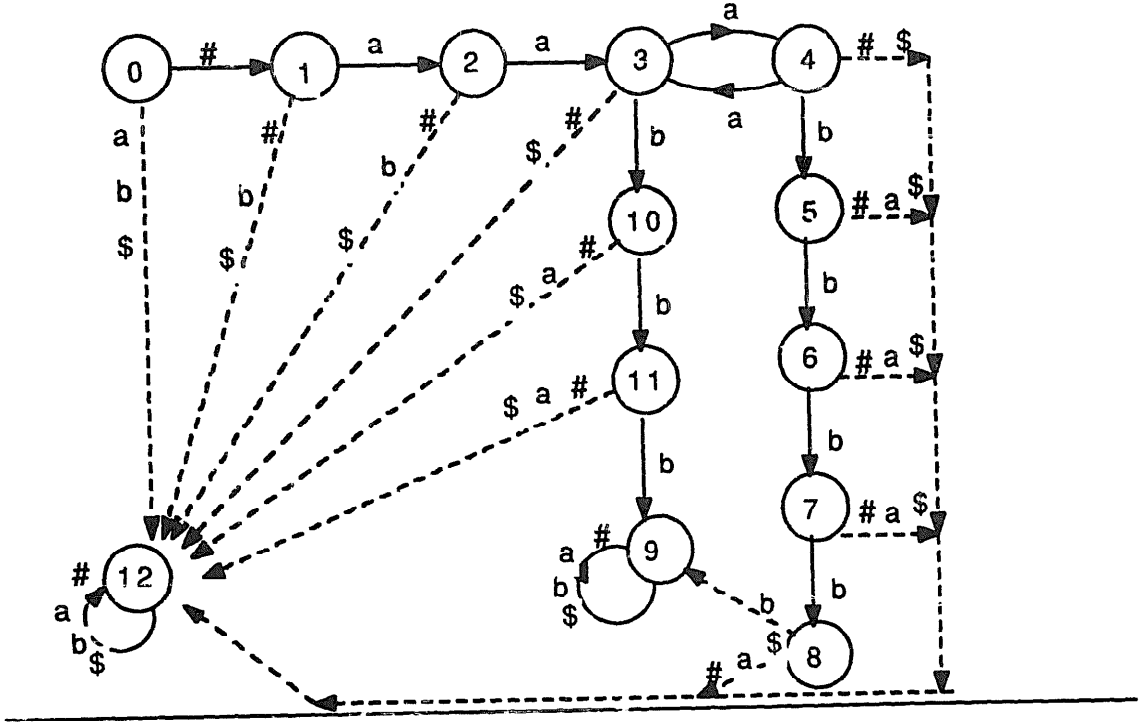 a
0 # 1 a 2 a 3 4 # $
a
a # # # # b b
b b b $
$ $ $ 10 5 # a $
# a $
b b
6 # a $
11
$ a #
b b
7 # a $
# 9
a
b
$
12
#
a
b
$
b
b
8
$
a
#